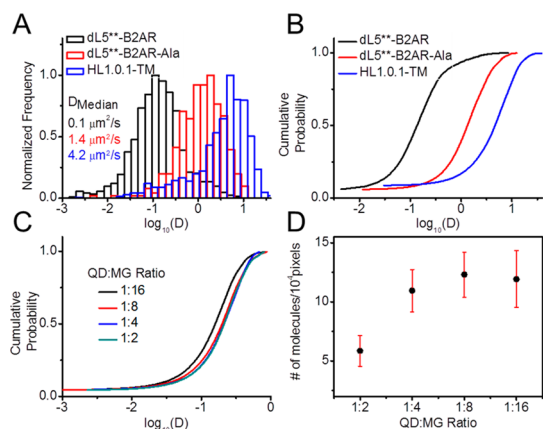 A
dL5**-B2AR
dL5**-B2AR-Ala
HL1.0.1-TM
Normalized Frequency
1.0
0.5
0.0
DMedian
0.1 μm²/s
1.4 μm²/s
4.2 μm²/s
-3 -2 -1 0 1
log10(D)
B
dL5**-B2AR
dL5**-B2AR-Ala
HL1.0.1-TM
Cumulative
Probability
1.0
0.5
0.0
-2 -1 0 1
log10(D)
C
Cumulative
Probability
1.0
0.5
0.0
QD:MG Ratio
1:16
1:8
1:4
1:2
-3 -2 -1 0
log10(D)
D
# of molecules/10⁴pixels
15
10
5
1:2 1:4 1:8 1:16
QD:MG Ratio